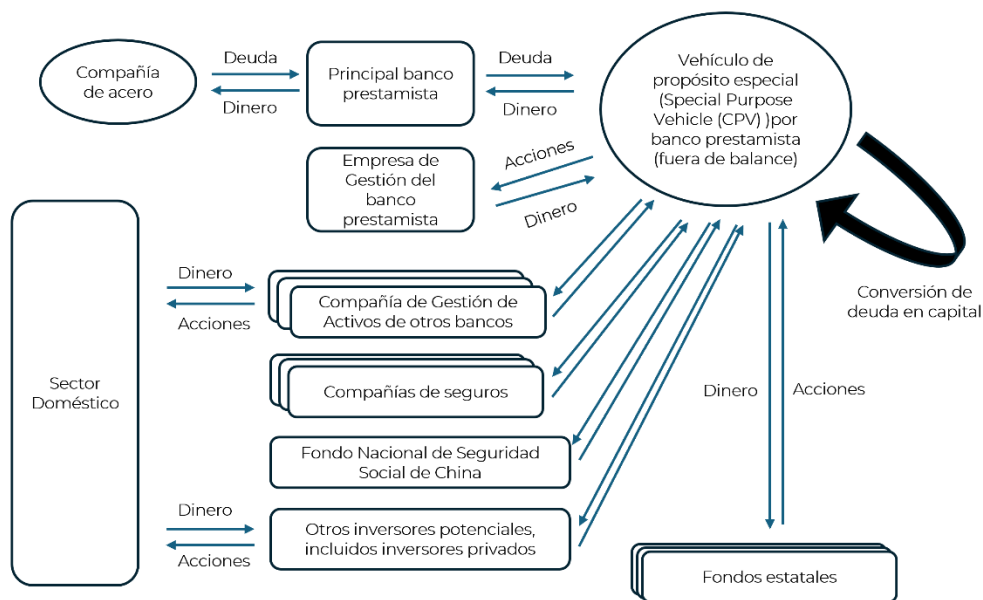 Compañía
de acero
Deuda
Dinero
Principal banco
prestamista
Deuda
Dinero
Vehículo de
propósito especial
(Special Purpose
Vehicle (CPV) )por
banco prestamista
(fuera de balance)
Empresa de
Gestión del
banco
prestamista
Acciones
Dinero
Conversión de
deuda en capital
Sector
Doméstico
Dinero
Acciones
Compañía de Gestión de
Activos de otros bancos
Compañías de seguros
Fondo Nacional de Seguridad
Social de China
Dinero
Acciones
Otros inversores potenciales,
incluidos inversores privados
Dinero
Acciones
Fondos estatales